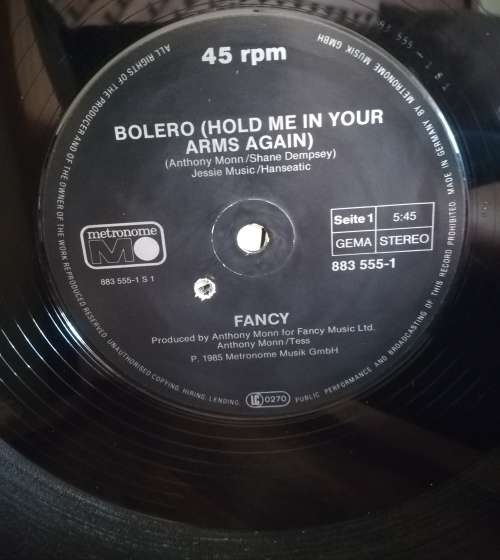 45 rpm
BOLERO (HOLD ME IN YOUR
ARMS AGAIN)
(Anthony Monn/Shane Dempsey)
Jessie Music/Hanseatic
metronome
M
883 555-1 S 1
Seite 1
5:45
GEMA
STEREO
883 555-1
FANCY
Produced by Anthony Monn for Fancy Music Ltd.
Anthony Monn/Tess
P. 1985 Metronome Musik GmbH
ALL RIGHTS OF THE PRODUCER AND OF THE OWNER OF THE WORK REPRODUCED RESERVED. UNAUTHORISED COPYING. HIRING. LENDING. LC 0270 PUBLIC PERFORMANCE AND BROADCASTING OF THIS RECORD PROHIBITED. MADE IN GERMANY BY METRONOME MUSIK GMBH